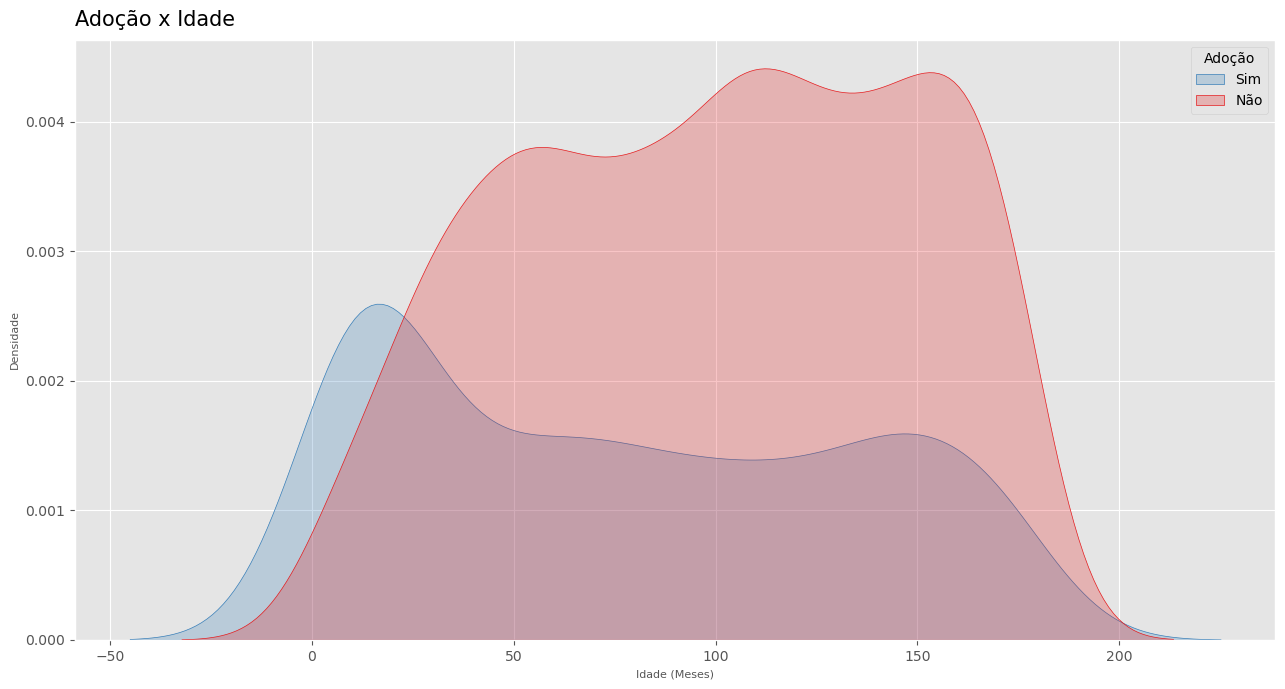 Adoção x Idade
Adoção
Sim
Não
0.004
0.003
0.002
0.001
0.000
Densidade
−50
0
50
100
150
200
Idade (Meses)